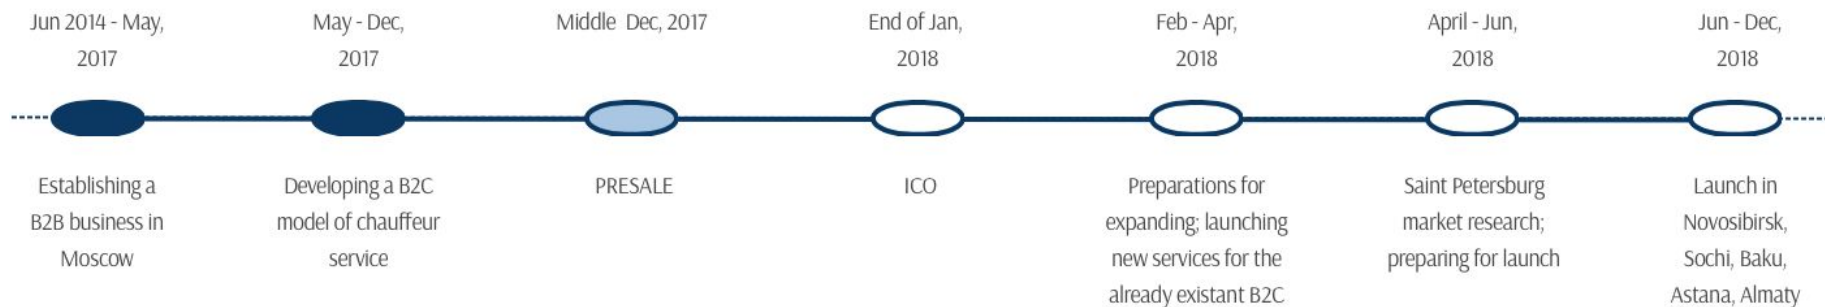 Jun 2014 - May,
2017
May - Dec,
2017
Middle Dec, 2017
End of Jan,
2018
Feb - Apr,
2018
April - Jun,
2018
Jun - Dec,
2018
Establishing a
B2B business in
Moscow
Developing a B2C
model of chauffeur
service
PRESALE
ICO
Preparations for
expanding; launching
new services for the
already existant B2C
Saint Petersburg
market research;
preparing for launch
Launch in
Novosibirsk,
Sochi, Baku,
Astana, Almaty